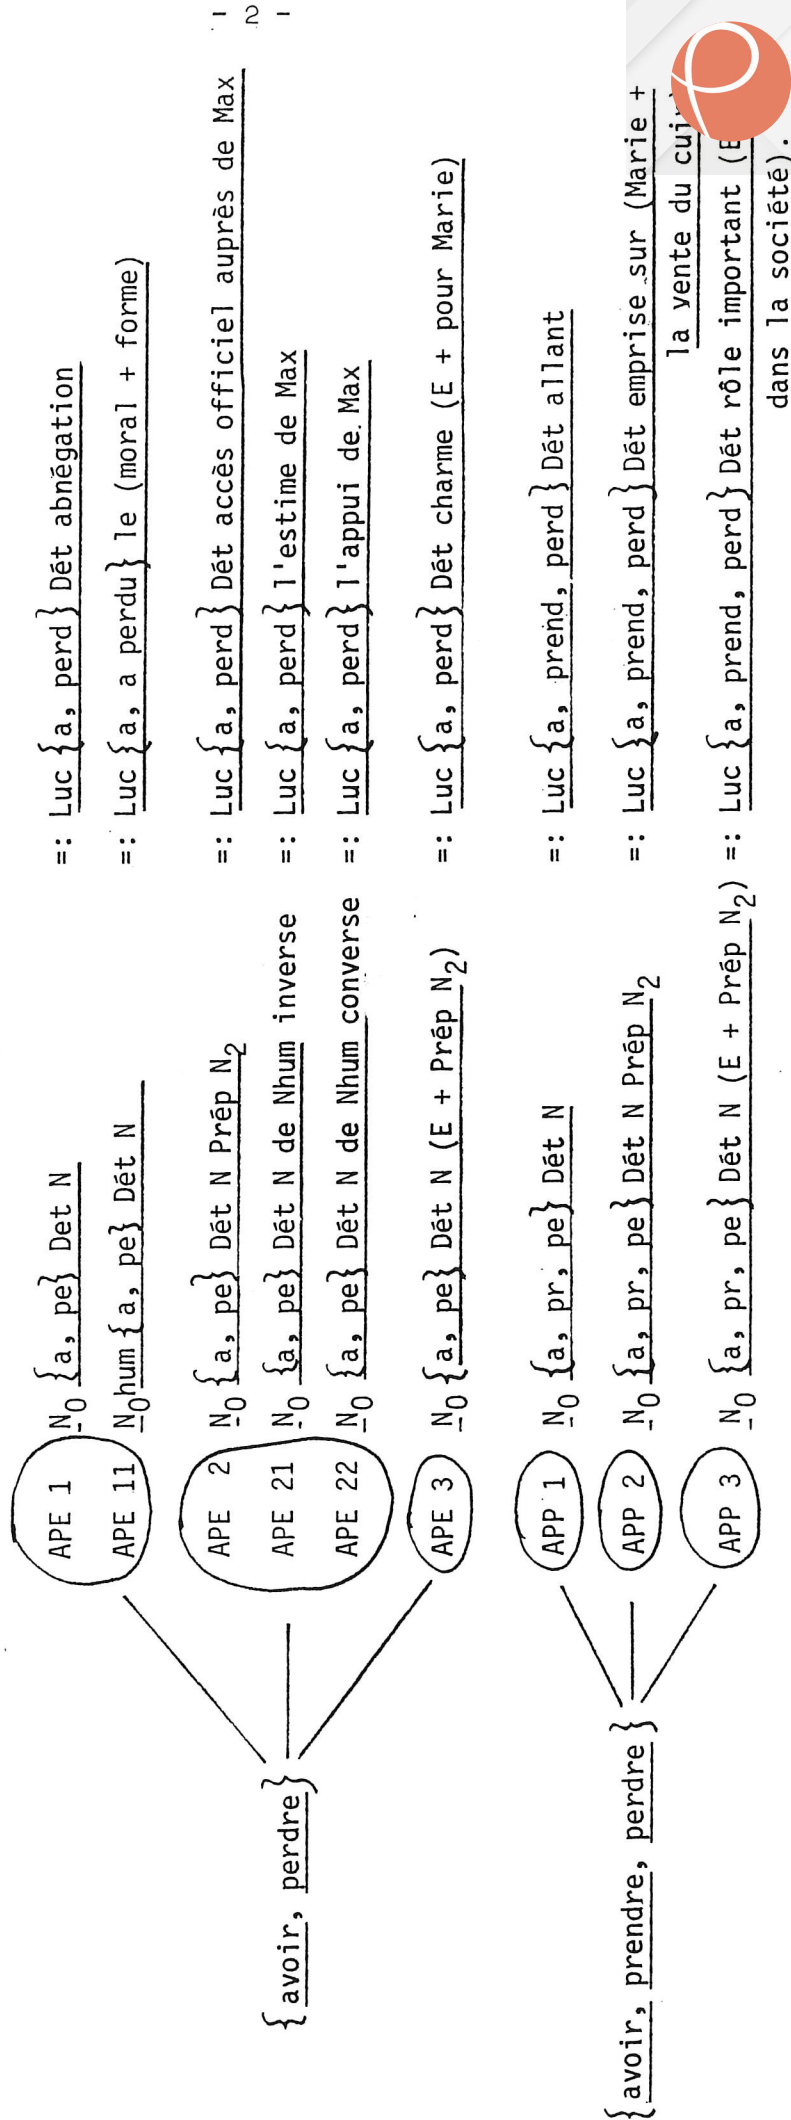 - 2 -
APE 1 N0 {a, pe} Det N =: Luc {a, perd} Dét abnégation
APE 11 N0hum {a, pe} Dét N =: Luc {a, a perdu} le (moral + forme)
APE 2 N0 {a, pe} Dét N Prép N2 =: Luc {a, perd} Dét accès officiel auprès de Max
{avoir, perdre} APE 21 N0 {a, pe} Dét N de Nhum inverse =: Luc {a, perd} l'estime de Max
APE 22 N0 {a, pe} Dét N de Nhum converse =: Luc {a, perd} l'appui de Max
APE 3 N0 {a, pe} Dét N (E + Prép N2) =: Luc {a, perd} Dét charme (E + pour Marie)
APP 1 N0 {a, pr, pe} Dét N =: Luc {a, prend, perd} Dét allant
{avoir, prendre, perdre} APP 2 N0 {a, pr, pe} Dét N Prép N2 =: Luc {a, prend, perd} Dét emprise sur (Marie +
la vente du
APP 3 N0 {a, pr, pe} Dét N (E + Prép N2) =: Luc {a, prend, perd} Dét rôle important
dans la société).